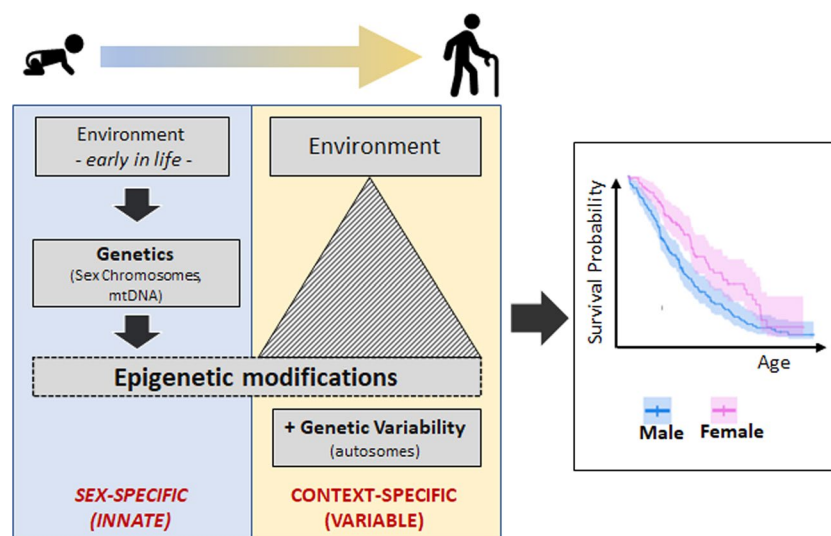 Environment
- early in life -
Genetics
(Sex Chromosomes,
mtDNA)
Environment
Epigenetic modifications
+ Genetic Variability
(autosomes)
SEX-SPECIFIC
(INNATE)
CONTEXT-SPECIFIC
(VARIABLE)
Survival Probability
Age
Male Female